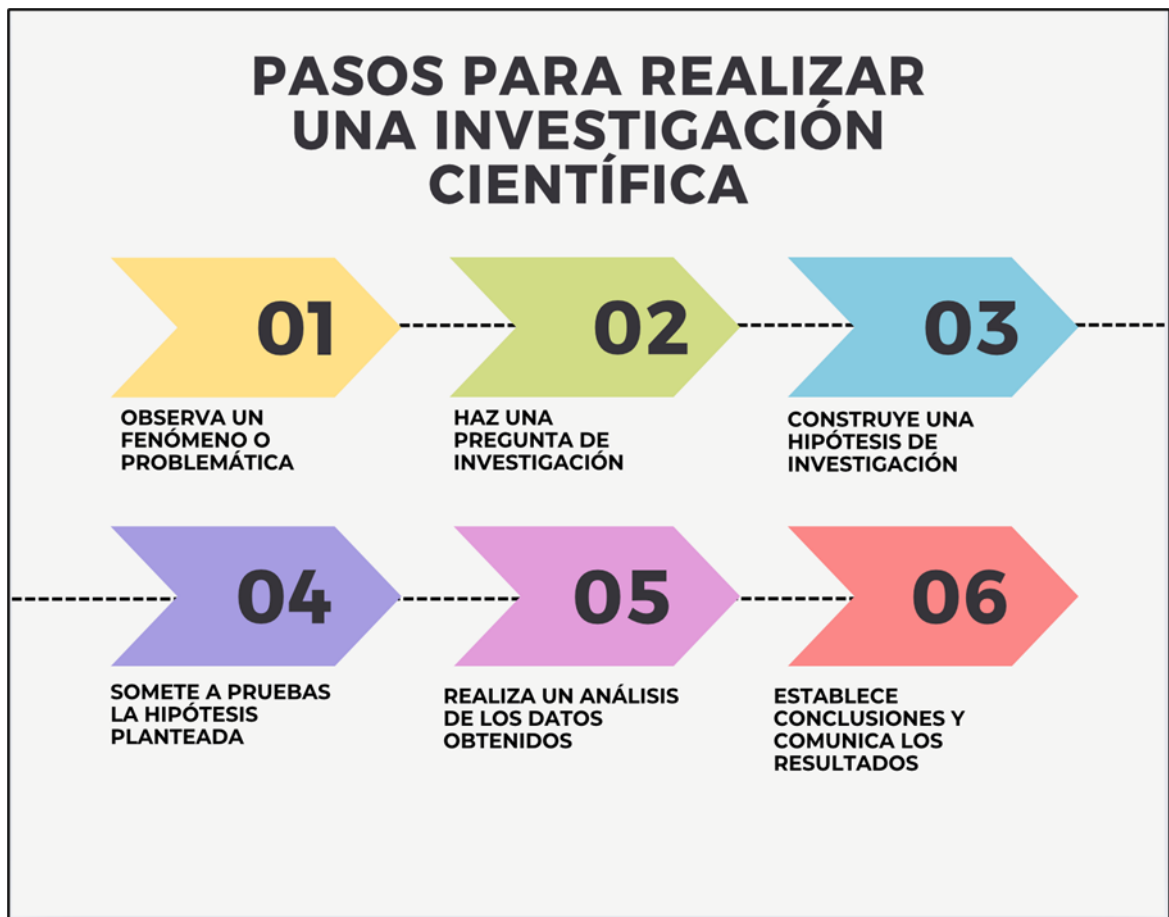 PASOS PARA REALIZAR
UNA INVESTIGACIÓN
CIENTÍFICA
01
OBSERVA UN
FENÓMENO O
PROBLEMÁTICA
02
HAZ UNA
PREGUNTA DE
INVESTIGACIÓN
03
CONSTRUYE UNA
HIPÓTESIS DE
INVESTIGACIÓN
04
SOMETE A PRUEBAS
LA HIPÓTESIS
PLANTEADA
05
REALIZA UN ANÁLISIS
DE LOS DATOS
OBTENIDOS
06
ESTABLECE
CONCLUSIONES Y
COMUNICA LOS
RESULTADOS